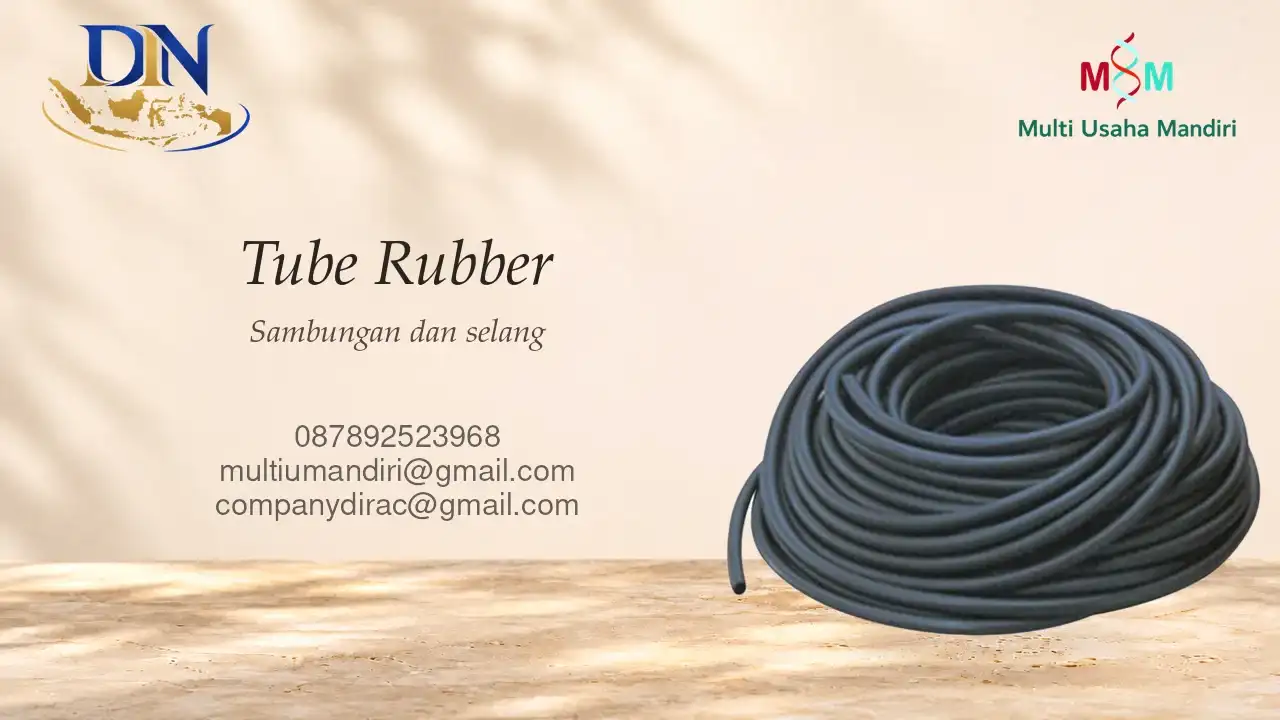 DN
MSM
Multi Usaha Mandiri
Tube Rubber
Sambungan dan selang
087892523968
multiumandiri@gmail.com
companydirac@gmail.com